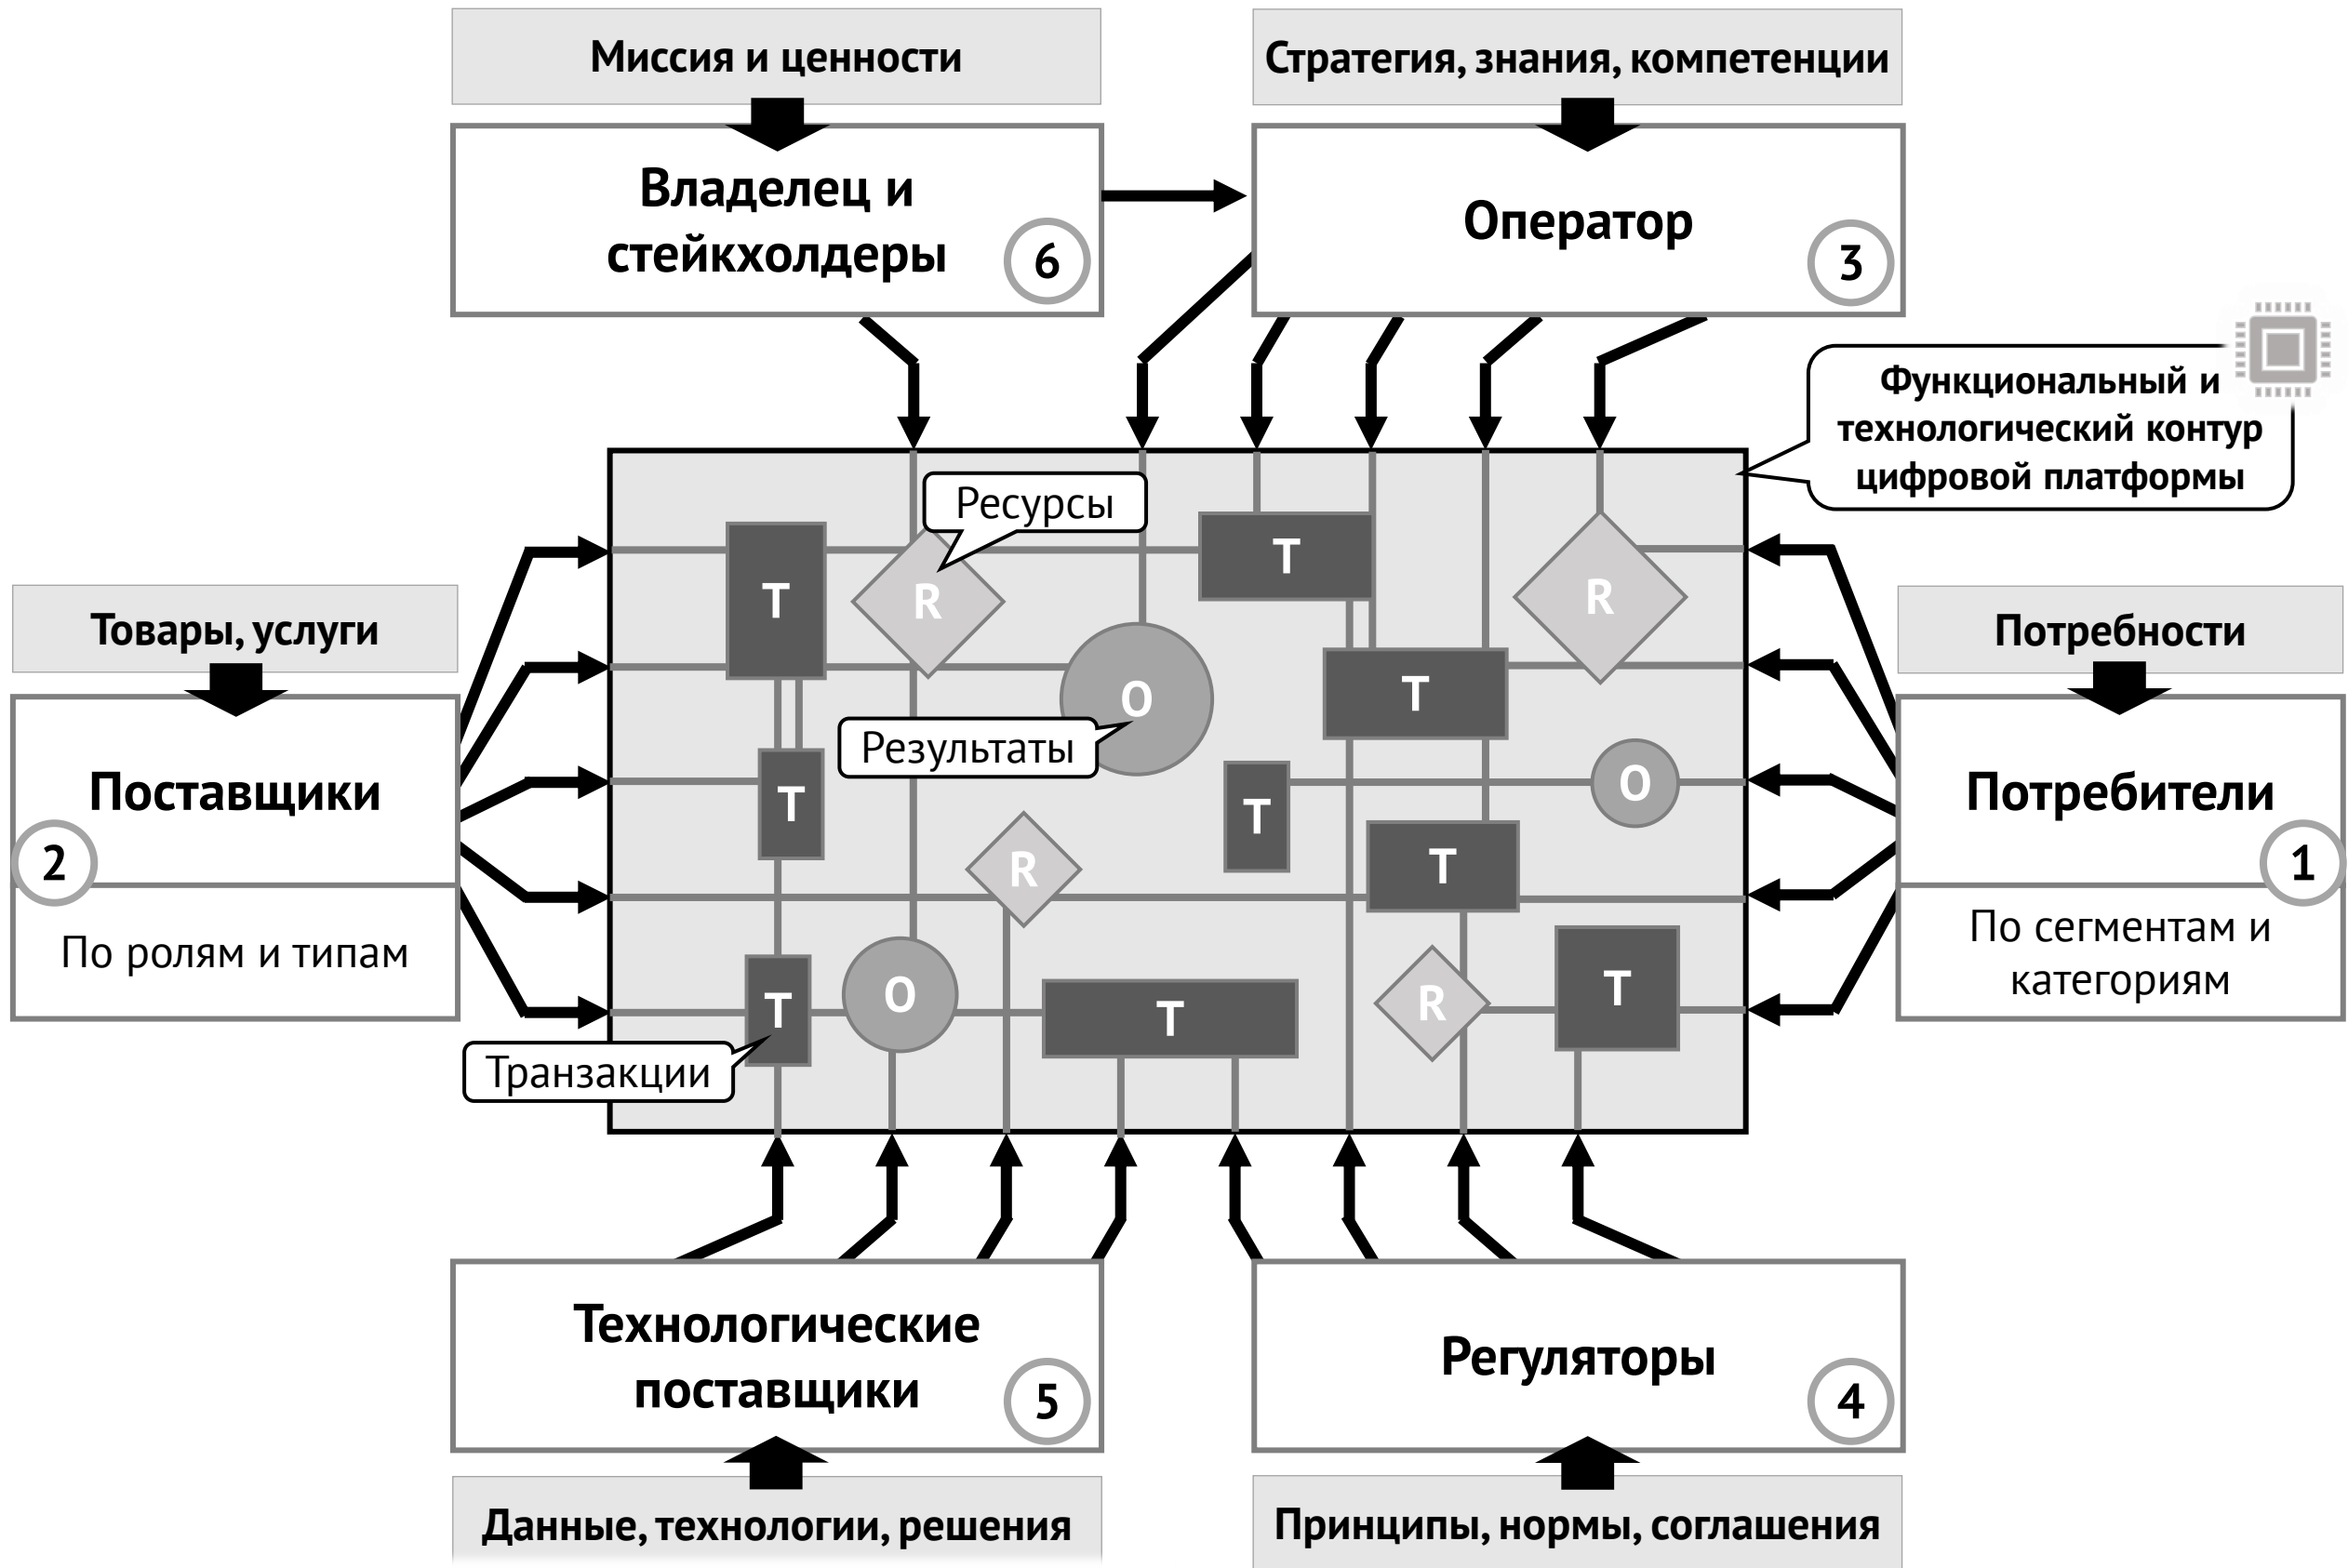 Миссия и ценности
Стратегия, знания, компетенции
Владелец и
стейкхолдеры
6
Оператор
3
Функциональный и
технологический контур
цифровой платформы
Ресурсы
T
R
T
R
Товары, услуги
Поставщики
2
По ролям и типам
Потребности
Потребители
1
По сегментам и
категориям
O
Результаты
T
T
T
O
R
T
T
O
T
R
T
Транзакции
Технологические
поставщики
5
Регуляторы
4
Данные, технологии, решения
Принципы, нормы, соглашения